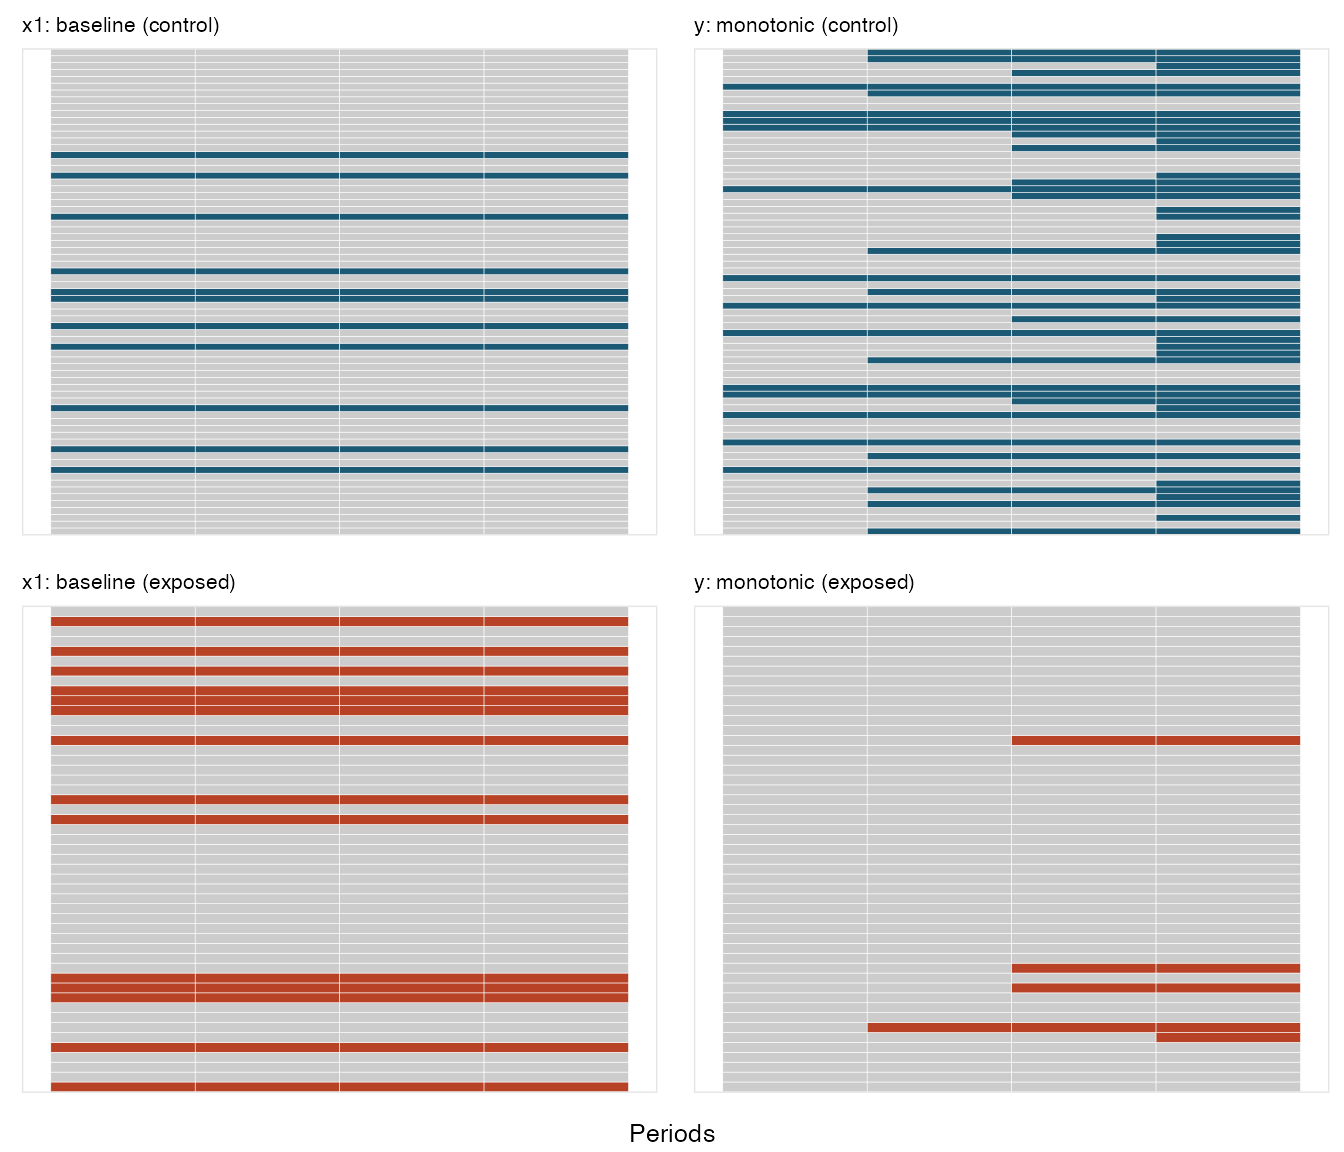 x1: baseline (control)
y: monotonic (control)
x1: baseline (exposed)
y: monotonic (exposed)
Periods